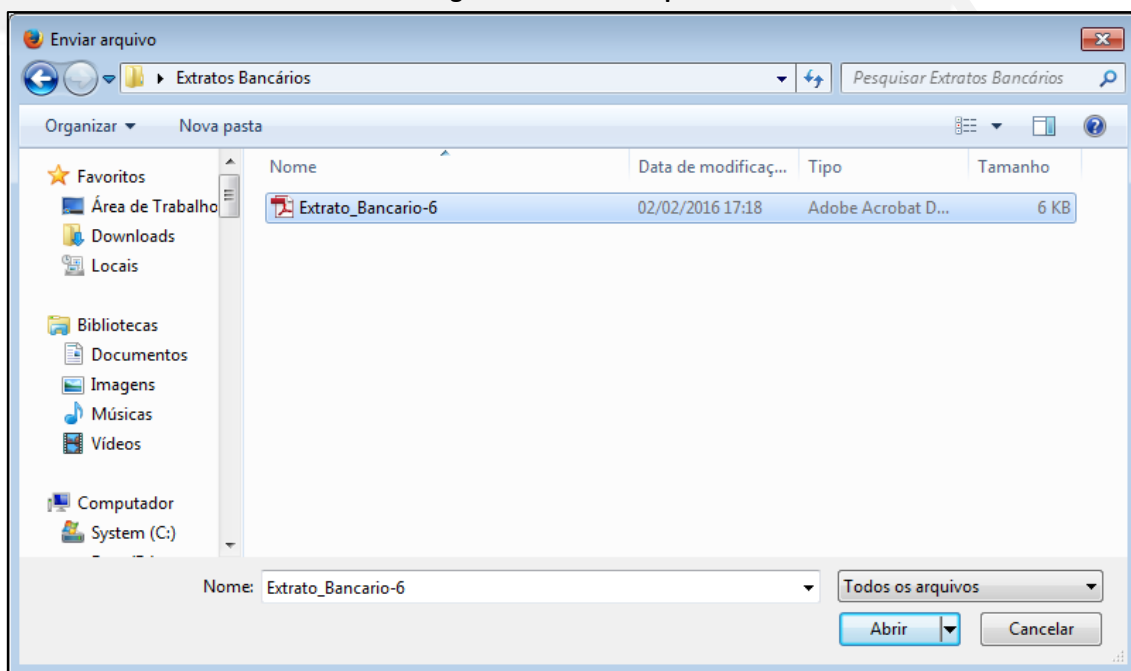 Enviar arquivo
Extratos Bancários
Pesquisar Extratos Bancários
Organizar
Nova pasta
Nome
Data de modificaç...
Tipo
Tamanho
Extrato_Bancario-6
02/02/2016 17:18
Adobe Acrobat D...
6 KB
Favoritos
Área de Trabalho
Downloads
Locais
Bibliotecas
Documentos
Imagens
Músicas
Vídeos
Computador
System (C:)
Nome:
Extrato_Bancario-6
Todos os arquivos
Abrir
Cancelar